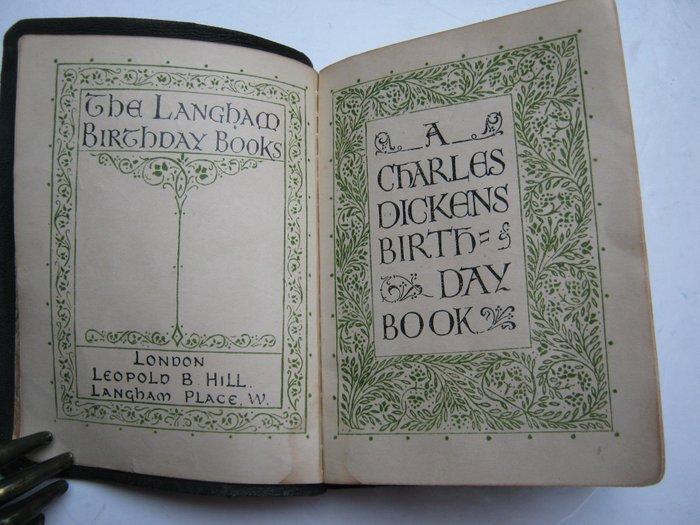 The Langham
Birthday Books
London
Leopold B. Hill.
Langham Place, W.
A
Charles
Dickens
Birth=
Day
Book